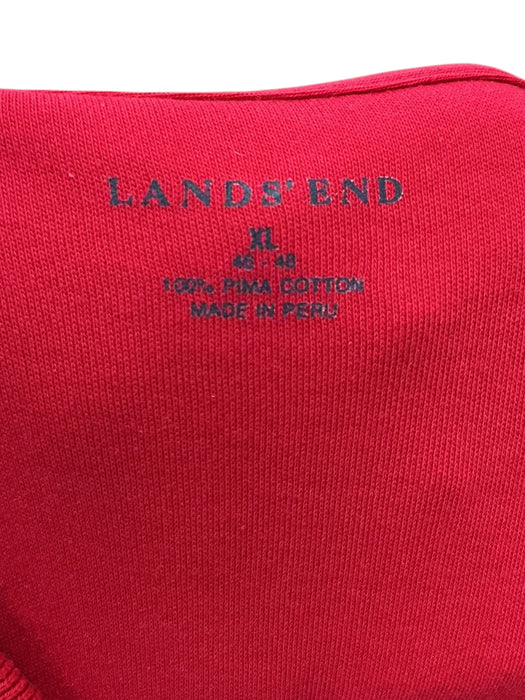 LANDS' END
XL
46 - 48
100% PIMA COTTON
MADE IN PERU